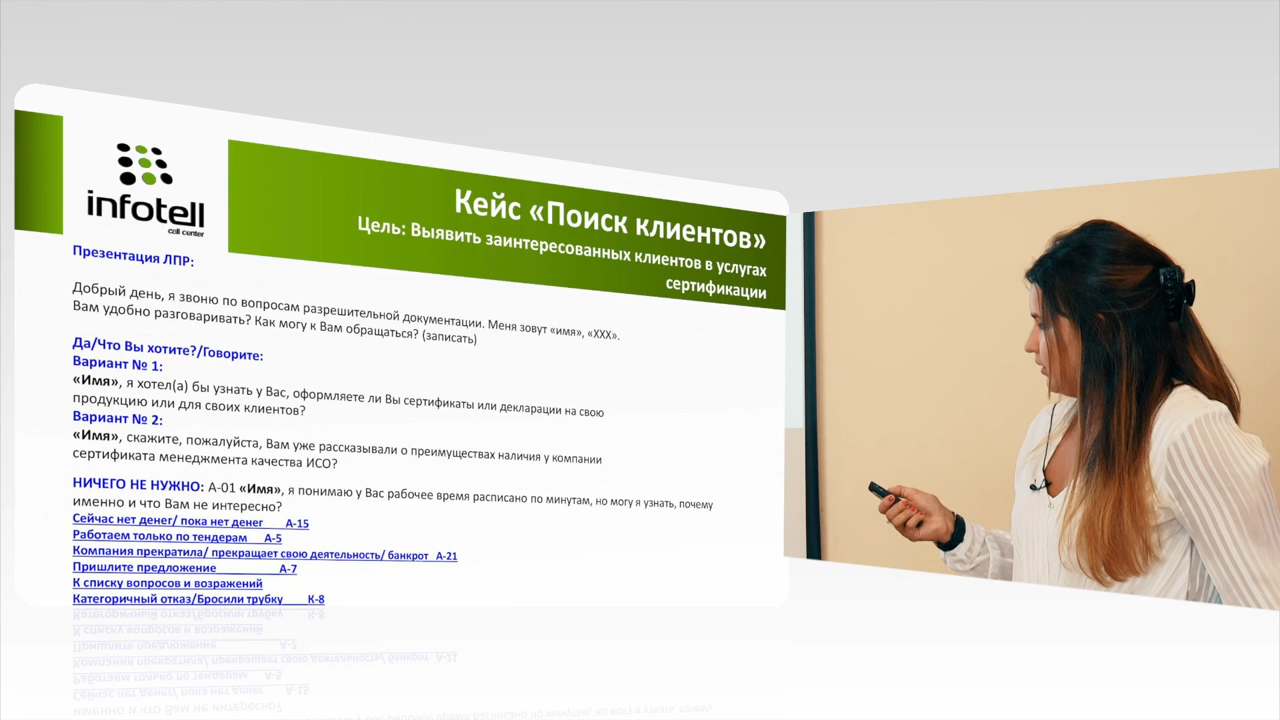 infotell
call center
Кейс «Поиск клиентов»
Цель: Выявить заинтересованных клиентов в услугах
сертификации
Презентация ЛПР:
Добрый день, я звоню по вопросам разрешительной документации. Меня зовут «имя», «ХХХ».
Вам удобно разговаривать? Как могу к Вам обращаться? (записать)
Да/Что Вы хотите?/Говорите:
Вариант № 1:
«Имя», я хотел(а) бы узнать у Вас, оформляете ли Вы сертификаты или декларации на свою
продукцию или для своих клиентов?
Вариант № 2:
«Имя», скажите, пожалуйста, Вам уже рассказывали о преимуществах наличия у компании
сертификата менеджмента качества ИСО?
НИЧЕГО НЕ НУЖНО: А-01 «Имя», я понимаю у Вас рабочее время расписано по минутам, но могу я узнать, почему
именно и что Вам не интересно?
Сейчас нет денег/ пока нет денег А-15
Работаем только по тендерам А-5
Компания прекратила/ прекращает свою деятельность/ банкрот А-21
Пришлите предложение А-7
К списку вопросов и возражений
Категоричный отказ/Бросили трубку К-8